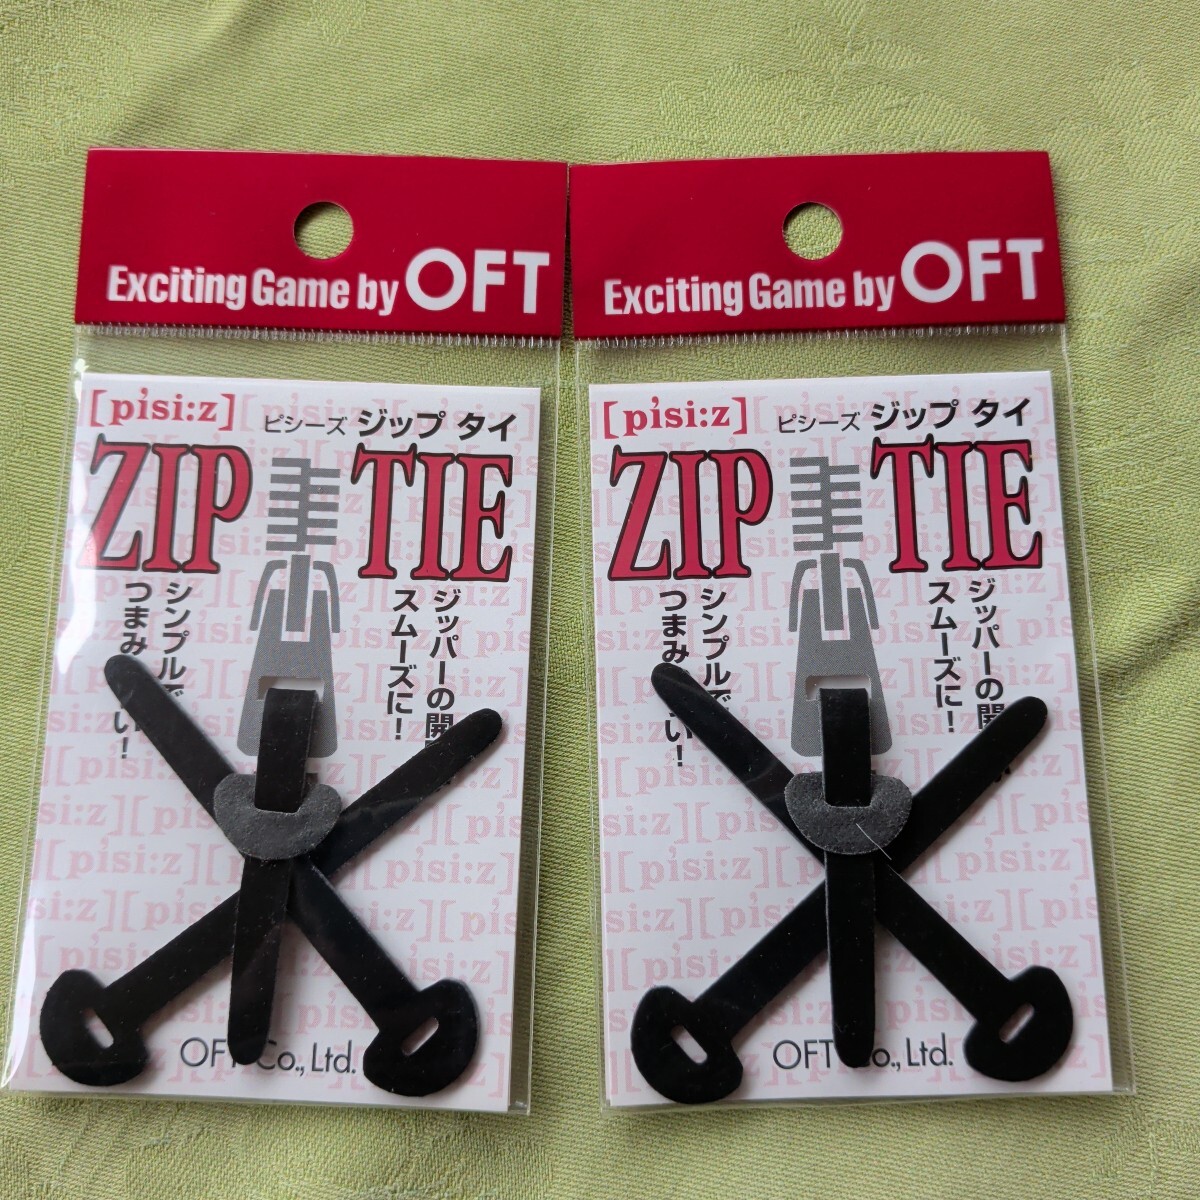 Exciting Game by OFT
[pisi:z]
ピシーズ ジップ タイ
ZIP TIE
ジッパーの開
スムーズに!
シンプルで
つまみ い!
OFT Co., Ltd.
Exciting Game by OFT
[pisi:z]
ピシーズ ジップ タイ
ZIP TIE
ジッパーの開
スムーズに!
シンプルで
つまみ い!
OFT Co., Ltd.